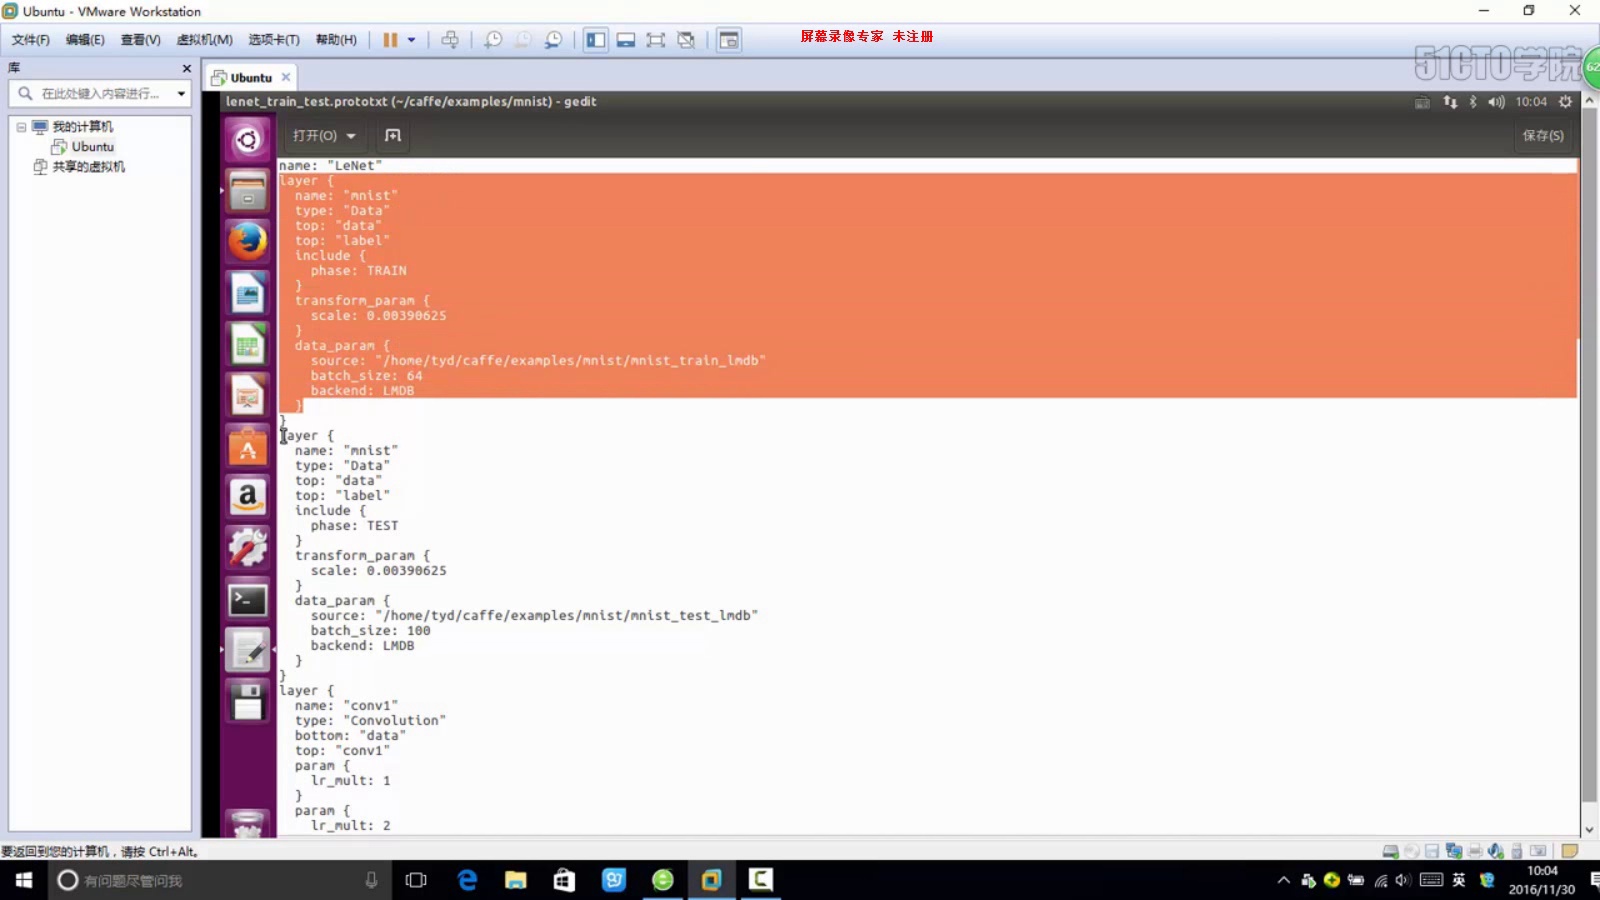 Ubuntu - VMware Workstation
文件(F) 编辑(E) 查看(V) 虚拟机(M) 选项卡(T) 帮助(H)
屏幕录像专家 未注册
51CTO学院
62
库
Ubuntu
在此处键入内容进行...
我的计算机
Ubuntu
共享的虚拟机
lenet_train_test.prototxt (~/caffe/examples/mnist) - gedit
10:04
打开(O)
保存(S)
name: "LeNet"
layer {
name: "mnist"
type: "Data"
top: "data"
top: "label"
include {
phase: TRAIN
}
transform_param {
scale: 0.00390625
}
data_param {
source: "/home/tyd/caffe/examples/mnist/mnist_train_lmdb"
batch_size: 64
backend: LMDB
}
}
layer {
name: "mnist"
type: "Data"
top: "data"
top: "label"
include {
phase: TEST
}
transform_param {
scale: 0.00390625
}
data_param {
source: "/home/tyd/caffe/examples/mnist/mnist_test_lmdb"
batch_size: 100
backend: LMDB
}
}
layer {
name: "conv1"
type: "Convolution"
bottom: "data"
top: "conv1"
param {
lr_mult: 1
}
param {
lr_mult: 2
要返回到您的计算机，请按 Ctrl+Alt。
有问题尽管问我
英
10:04
2016/11/30